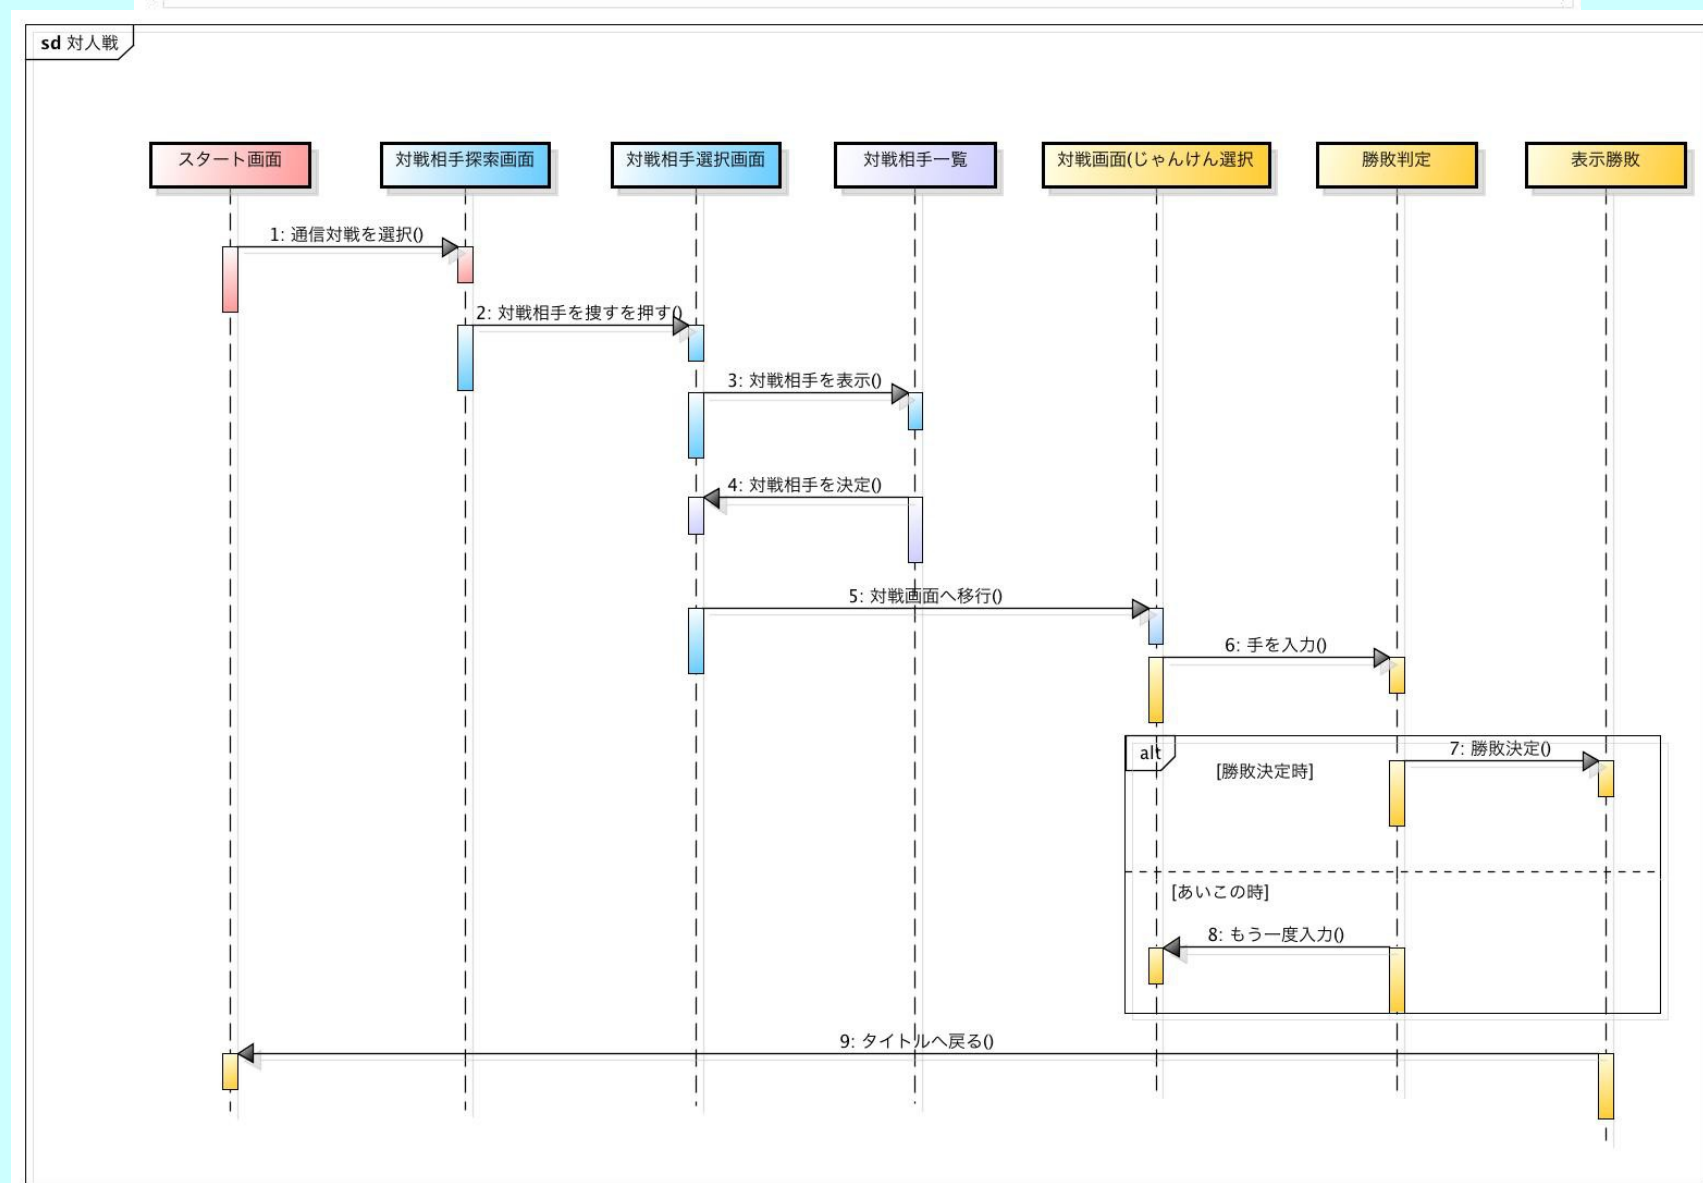 sd 対人戦
スタート画面
対戦相手探索画面
対戦相手選択画面
対戦相手一覧
対戦画面(じゃんけん選択
勝敗判定
表示勝敗
1: 通信対戦を選択()
2: 対戦相手を捜すを押す()
3: 対戦相手を表示()
4: 対戦相手を決定()
5: 対戦画面へ移行()
6: 手を入力()
alt
7: 勝敗決定()
[勝敗決定時]
[あいこの時]
8: もう一度入力()
9: タイトルへ戻る()